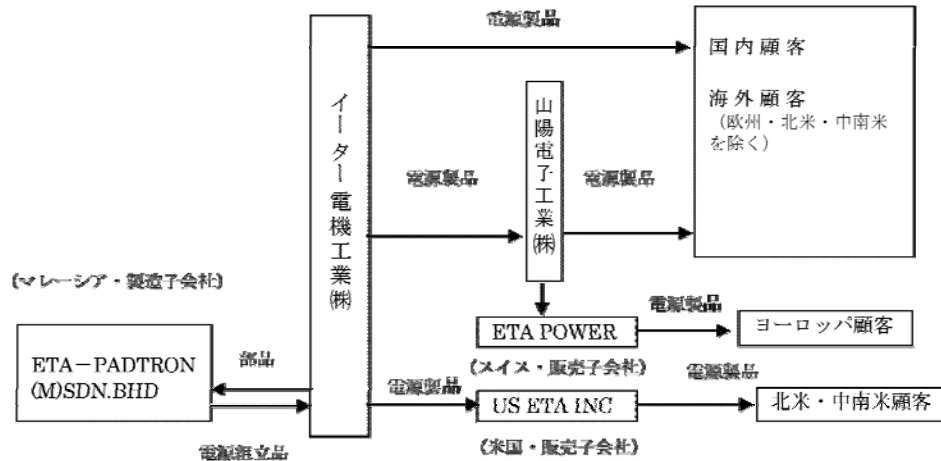 電源製品
国内顧客
海外顧客
（欧州・北米・中南米
を除く）
イーター電機工業㈱
山陽電子工業㈱
電源製品
電源製品
(マレーシア・製造子会社)
ETA－PADTRON
(M)SDN.BHD
部品
電源組立品
ETA POWER
(スイス・販売子会社)
電源製品
ヨーロッパ顧客
電源製品
US ETA INC
(米国・販売子会社)
電源製品
北米・中南米顧客